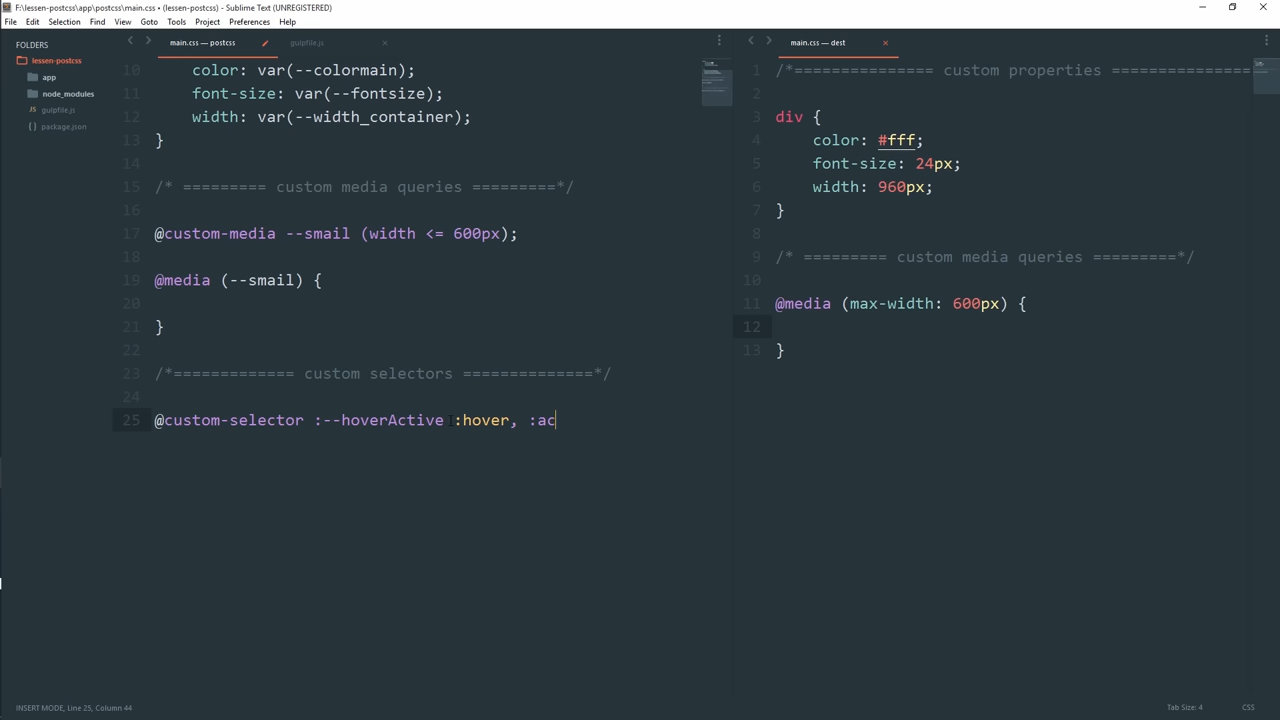 F:\lessen-postcss\app\postcss\main.css • (lessen-postcss) - Sublime Text (UNREGISTERED)
File Edit Selection Find View Goto Tools Project Preferences Help
FOLDERS
lessen-postcss
app
node_modules
gulpfile.js
package.json
main.css — postcss
gulpfile.js
10 color: var(--colormain);
11 font-size: var(--fontsize);
12 width: var(--width_container);
13 }
14
15 /* ========= custom media queries =========*/
16
17 @custom-media --smail (width <= 600px);
18
19 @media (--smail) {
20
21 }
22
23 /*============= custom selectors ==============*/
24
25 @custom-selector :--hoverActive :hover, :ac
main.css — dest
1 /*=============== custom properties ===============
2
3 div {
4 color: #fff;
5 font-size: 24px;
6 width: 960px;
7 }
8
9 /* ========= custom media queries =========*/
10
11 @media (max-width: 600px) {
12
13 }
INSERT MODE, Line 25, Column 44
Tab Size: 4
CSS